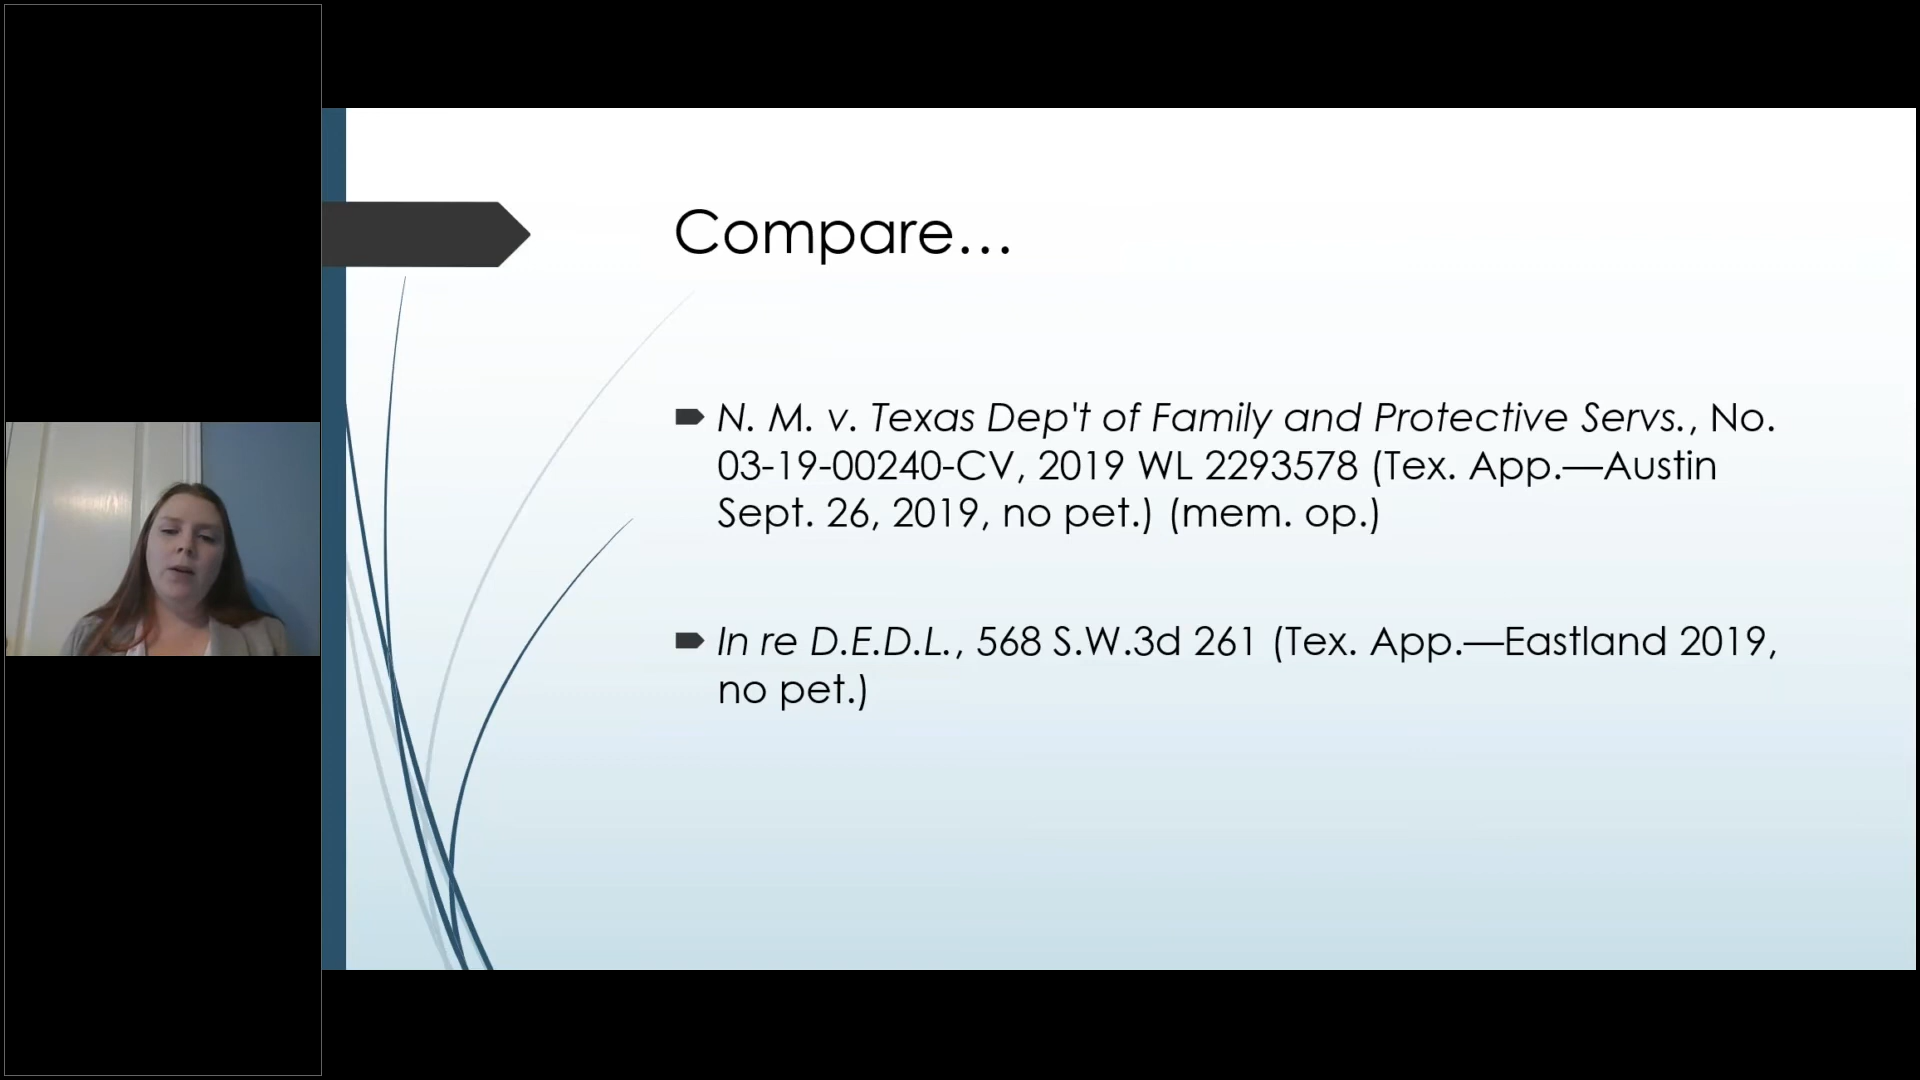 Compare…
N. M. v. Texas Dep't of Family and Protective Servs., No.
03-19-00240-CV, 2019 WL 2293578 (Tex. App.—Austin
Sept. 26, 2019, no pet.) (mem. op.)
In re D.E.D.L., 568 S.W.3d 261 (Tex. App.—Eastland 2019,
no pet.)